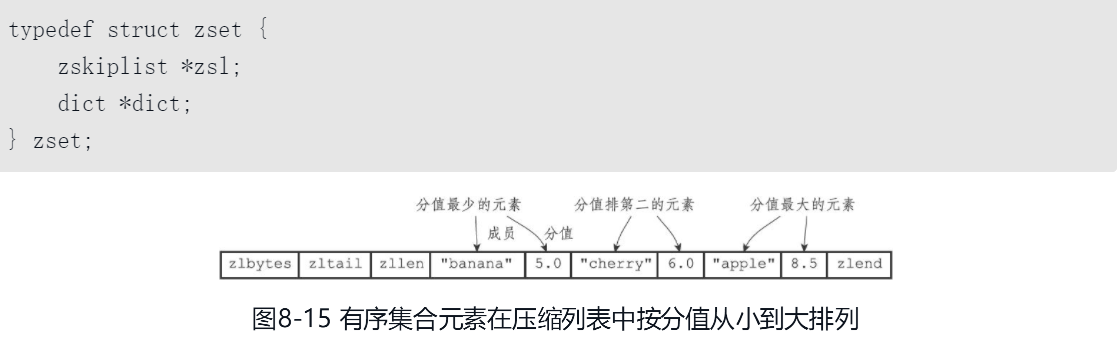 typedef struct zset {
    zskiplist *zsl;
    dict *dict;
} zset;
分值最少的元素 分值排第二的元素 分值最大的元素
成员 分值
zlbytes zltail zllen "banana" 5.0 "cherry" 6.0 "apple" 8.5 zlend
图8-15 有序集合元素在压缩列表中按分值从小到大排列